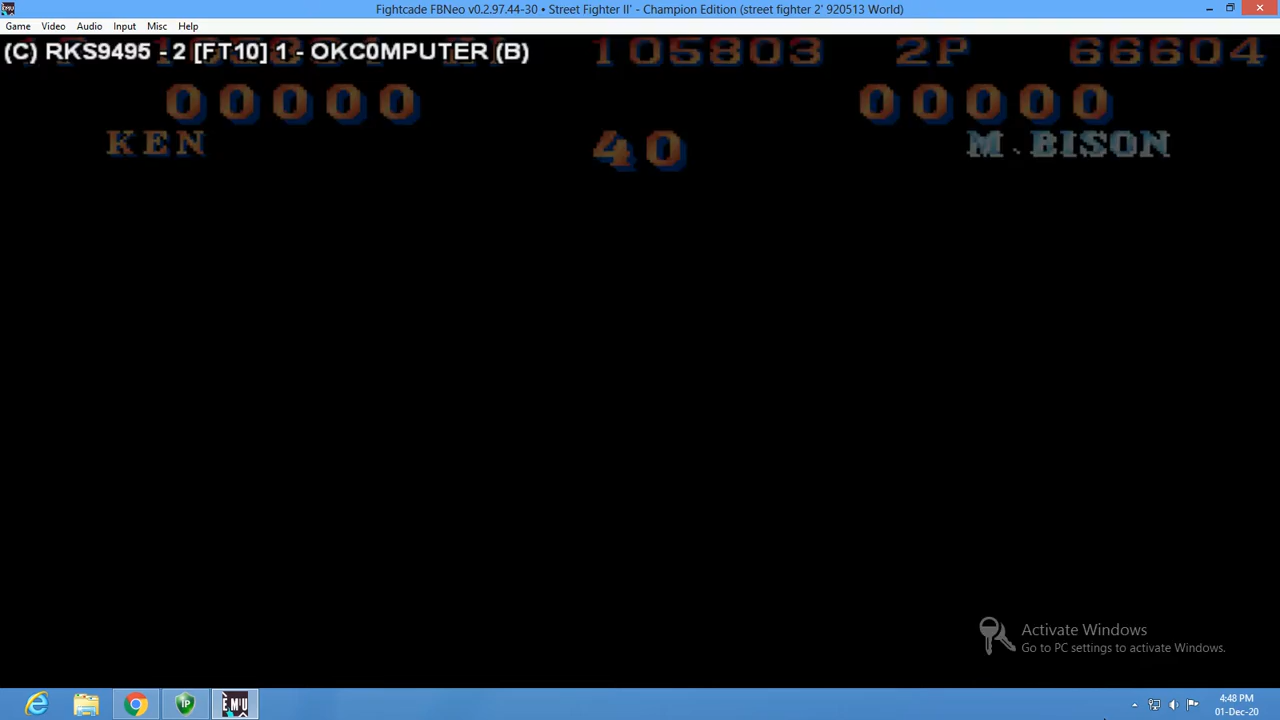 Fightcade FBNeo v0.2.97.44-30 • Street Fighter II' - Champion Edition (street fighter 2' 920513 World)
Game Video Audio Input Misc Help
(C) RKS9495 - 2 [FT10] 1 - OKC0MPUTER (B)
105803 2P 66604
00000 00000
KEN 40 M.BISON
Activate Windows
Go to PC settings to activate Windows.
IP
EMU
4:48 PM
01-Dec-20